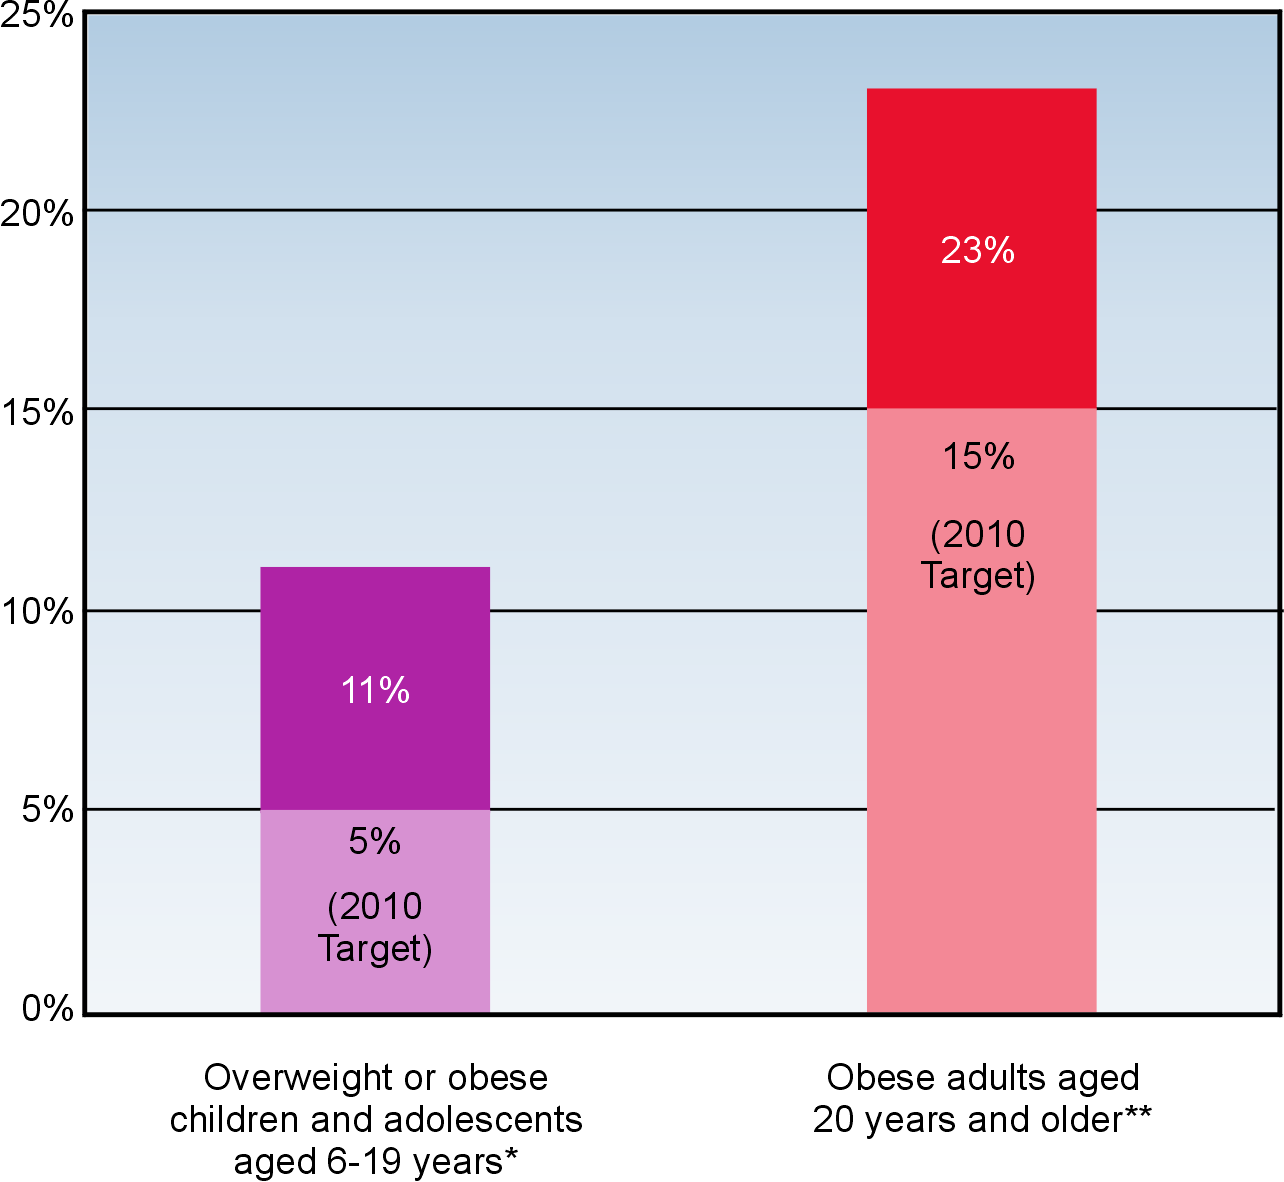 25%
20%
15%
10%
5%
0%
23%
15%
(2010
Target)
11%
5%
(2010
Target)
Overweight or obese
children and adolescents
aged 6-19 years*
Obese adults aged
20 years and older**